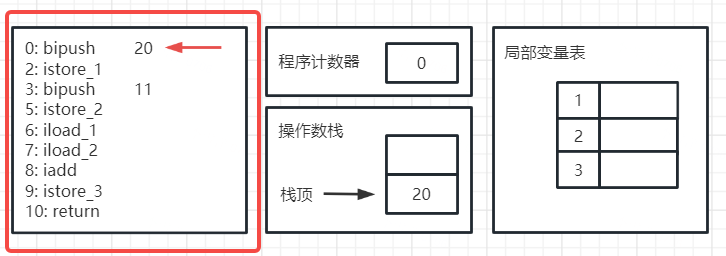 0: bipush 20
2: istore_1
3: bipush 11
5: istore_2
6: iload_1
7: iload_2
8: iadd
9: istore_3
10: return
程序计数器 0
操作数栈
栈顶 20
局部变量表
1
2
3